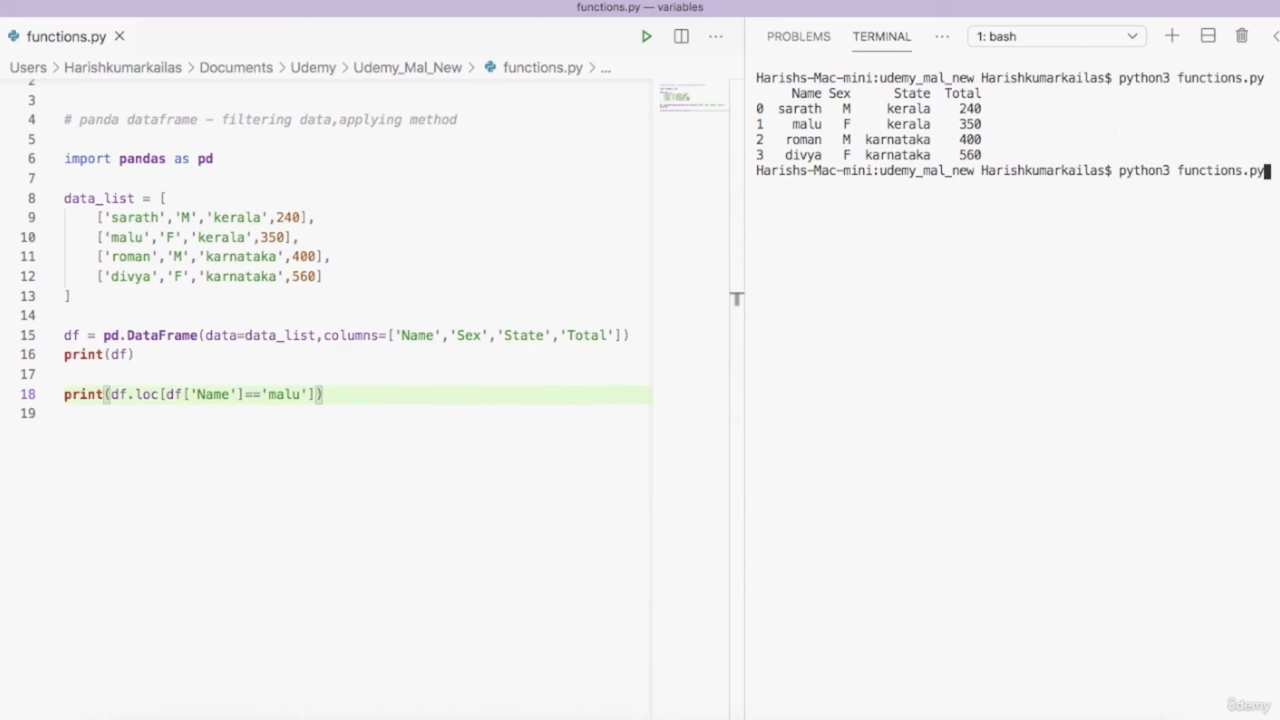 functions.py — variables
functions.py
PROBLEMS TERMINAL ... 1: bash
Users > Harishkumarkailas > Documents > Udemy > Udemy_Mal_New > functions.py > ...
2
3
4 # panda dataframe - filtering data,applying method
5
6 import pandas as pd
7
8 data_list = [
9 ['sarath','M','kerala',240],
10 ['malu','F','kerala',350],
11 ['roman','M','karnataka',400],
12 ['divya','F','karnataka',560]
13 ]
14
15 df = pd.DataFrame(data=data_list,columns=['Name','Sex','State','Total'])
16 print(df)
17
18 print(df.loc[df['Name']=='malu'])
19
Harishs-Mac-mini:udemy_mal_new Harishkumarkailas$ python3 functions.py
Name Sex State Total
0 sarath M kerala 240
1 malu F kerala 350
2 roman M karnataka 400
3 divya F karnataka 560
Harishs-Mac-mini:udemy_mal_new Harishkumarkailas$ python3 functions.py
ûdemy